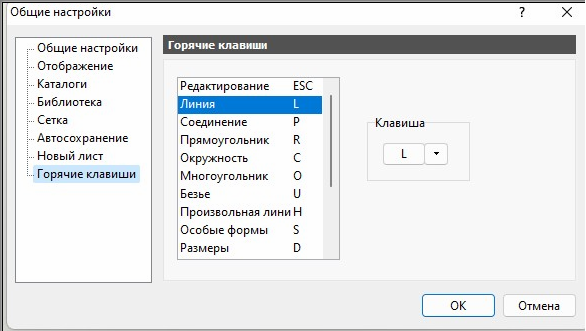 Общие настройки ?
Общие настройки
Отображение
Каталоги
Библиотека
Сетка
Автосохранение
Новый лист
Горячие клавиши
Горячие клавиши
Редактирование ESC
Линия L
Соединение P
Прямоугольник R
Окружность C
Многоугольник O
Безье U
Произвольная лини H
Особые формы S
Размеры D
Клавиша
L
ОК
Отмена